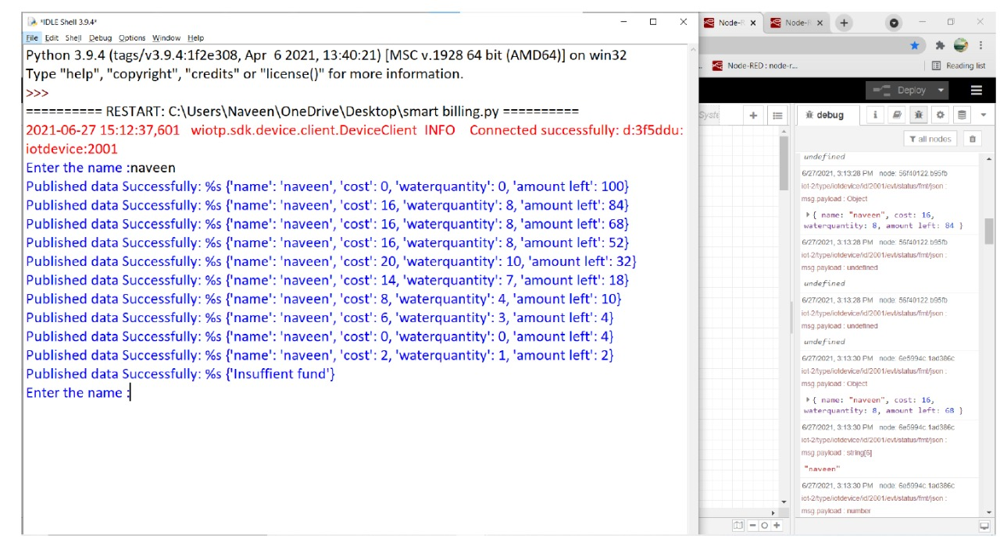 *IDLE Shell 3.9.4*
File Edit Shell Debug Options Window Help
Python 3.9.4 (tags/v3.9.4:1f2e308, Apr  6 2021, 13:40:21) [MSC v.1928 64 bit (AMD64)] on win32
Type "help", "copyright", "credits" or "license()" for more information.
>>>
========== RESTART: C:\Users\Naveen\OneDrive\Desktop\smart billing.py ==========
2021-06-27 15:12:37,601   wiotp.sdk.device.client.DeviceClient  INFO    Connected successfully: d:3f5ddu:
iotdevice:2001
Enter the name :naveen
Published data Successfully: %s {'name': 'naveen', 'cost': 0, 'waterquantity': 0, 'amount left': 100}
Published data Successfully: %s {'name': 'naveen', 'cost': 16, 'waterquantity': 8, 'amount left': 84}
Published data Successfully: %s {'name': 'naveen', 'cost': 16, 'waterquantity': 8, 'amount left': 68}
Published data Successfully: %s {'name': 'naveen', 'cost': 16, 'waterquantity': 8, 'amount left': 52}
Published data Successfully: %s {'name': 'naveen', 'cost': 20, 'waterquantity': 10, 'amount left': 32}
Published data Successfully: %s {'name': 'naveen', 'cost': 14, 'waterquantity': 7, 'amount left': 18}
Published data Successfully: %s {'name': 'naveen', 'cost': 8, 'waterquantity': 4, 'amount left': 10}
Published data Successfully: %s {'name': 'naveen', 'cost': 6, 'waterquantity': 3, 'amount left': 4}
Published data Successfully: %s {'name': 'naveen', 'cost': 0, 'waterquantity': 0, 'amount left': 4}
Published data Successfully: %s {'name': 'naveen', 'cost': 2, 'waterquantity': 1, 'amount left': 2}
Published data Successfully: %s {'Insuffient fund'}
Enter the name :
Node-R Node-R
Node-RED : node-r... Reading list
Deploy
Syst debug i
all nodes
undefined
6/27/2021, 3:13:28 PM node: 56f40122.b95fb
iot-2/type/iotdevice/id/2001/evt/status/fmt/json :
msg.payload : Object
{ name: "naveen", cost: 16,
waterquantity: 8, amount left: 84 }
6/27/2021, 3:13:28 PM node: 56f40122.b95fb
iot-2/type/iotdevice/id/2001/evt/status/fmt/json :
msg.payload : undefined
undefined
6/27/2021, 3:13:28 PM node: 56f40122.b95fb
iot-2/type/iotdevice/id/2001/evt/status/fmt/json :
msg.payload : undefined
undefined
6/27/2021, 3:13:30 PM node: 6e5994c.1ad386c
iot-2/type/iotdevice/id/2001/evt/status/fmt/json :
msg.payload : Object
{ name: "naveen", cost: 16,
waterquantity: 8, amount left: 68 }
6/27/2021, 3:13:30 PM node: 6e5994c.1ad386c
iot-2/type/iotdevice/id/2001/evt/status/fmt/json :
msg.payload : string[6]
"naveen"
6/27/2021, 3:13:30 PM node: 6e5994c.1ad386c
iot-2/type/iotdevice/id/2001/evt/status/fmt/json :
msg.payload : number